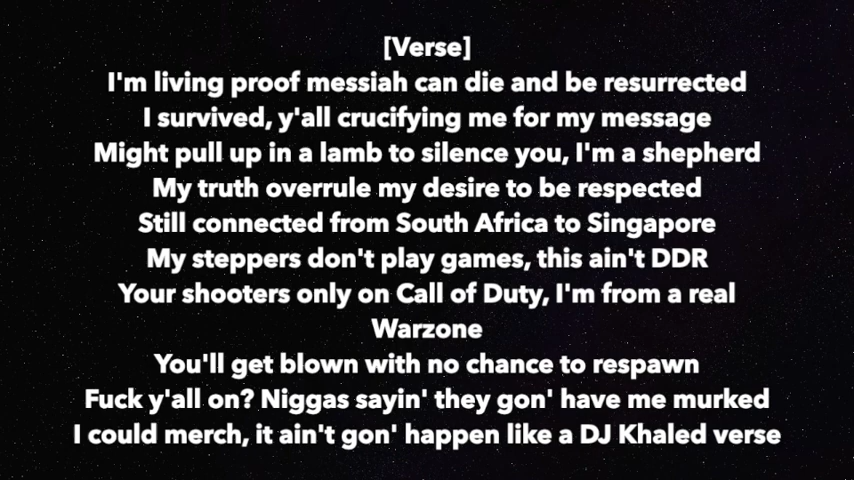 [Verse]
I'm living proof messiah can die and be resurrected
I survived, y'all crucifying me for my message
Might pull up in a lamb to silence you, I'm a shepherd
My truth overrule my desire to be respected
Still connected from South Africa to Singapore
My steppers don't play games, this ain't DDR
Your shooters only on Call of Duty, I'm from a real
Warzone
You'll get blown with no chance to respawn
Fuck y'all on? Niggas sayin' they gon' have me murked
I could merch, it ain't gon' happen like a DJ Khaled verse